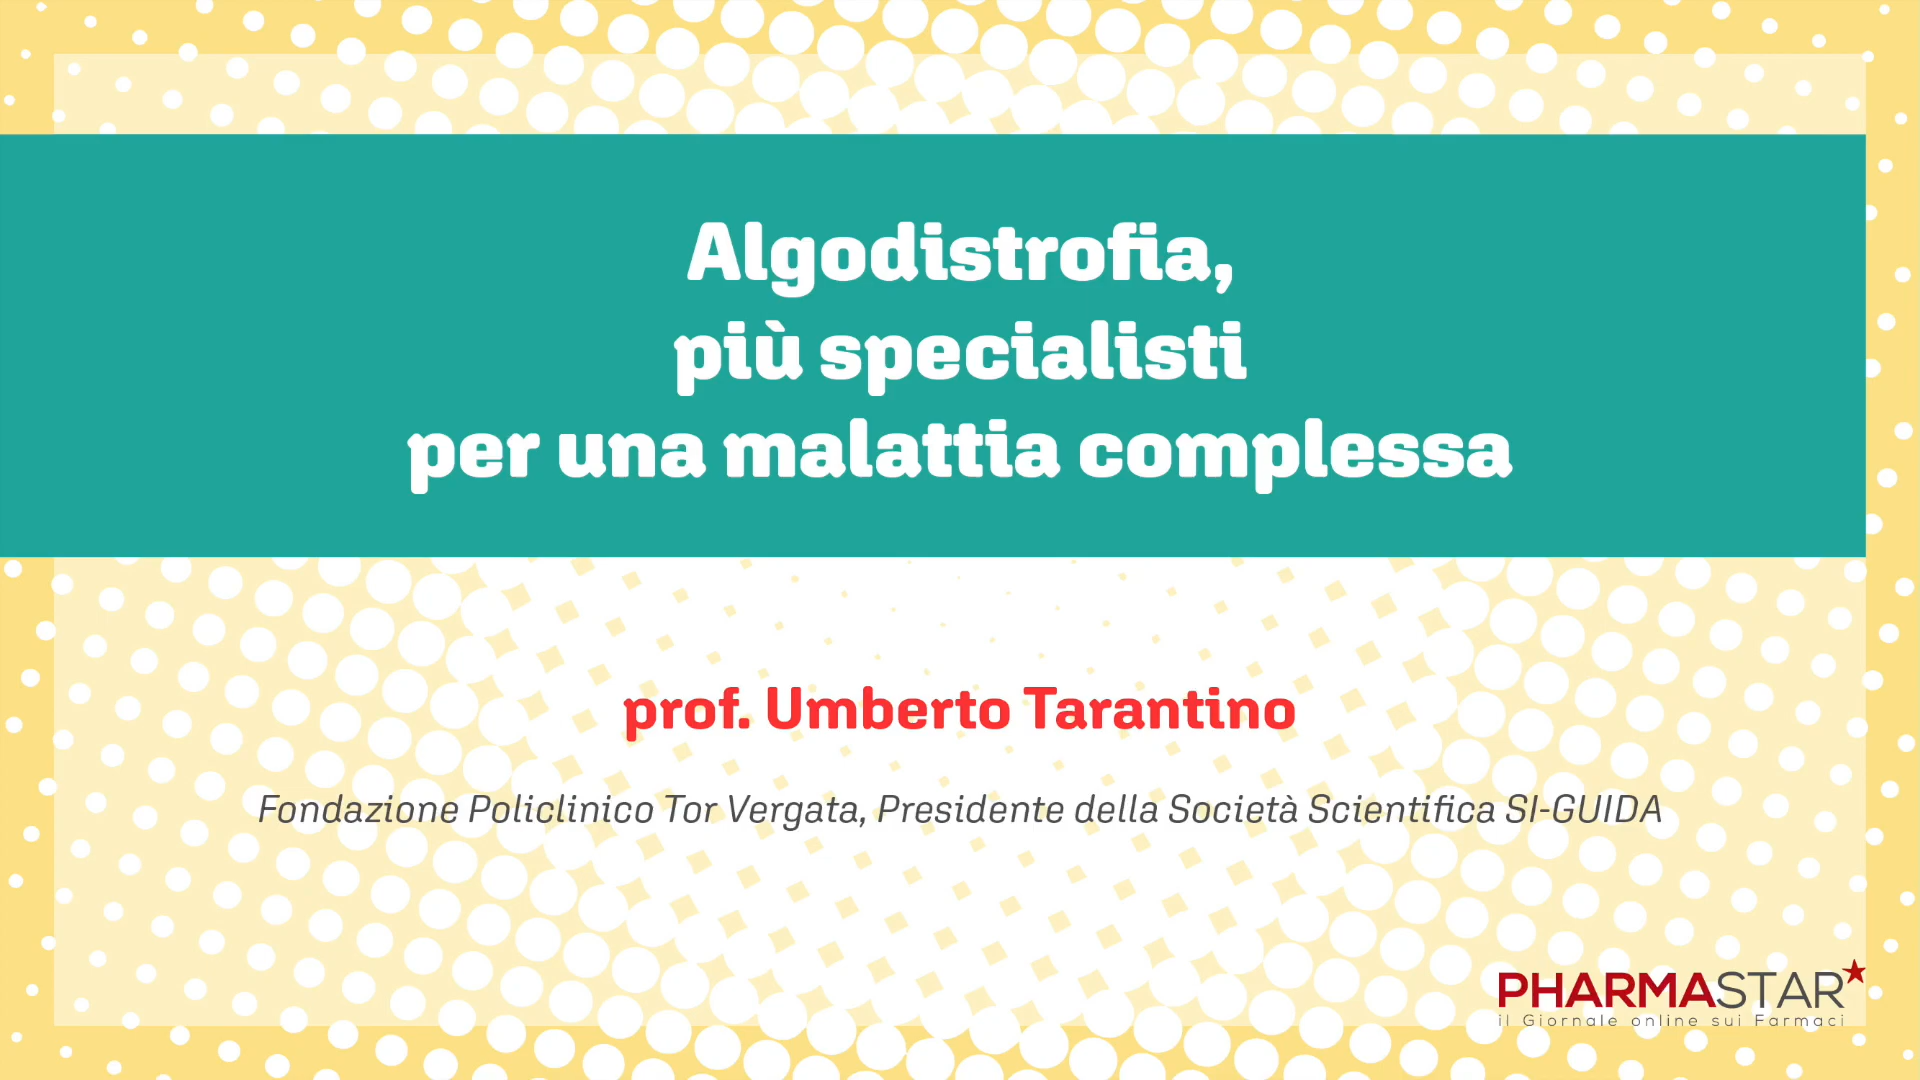 Algodistrofia,
più specialisti
per una malattia complessa
prof. Umberto Tarantino
Fondazione Policlinico Tor Vergata, Presidente della Società Scientifica SI-GUIDA
PHARMASTAR
il Giornale online sui Farmaci